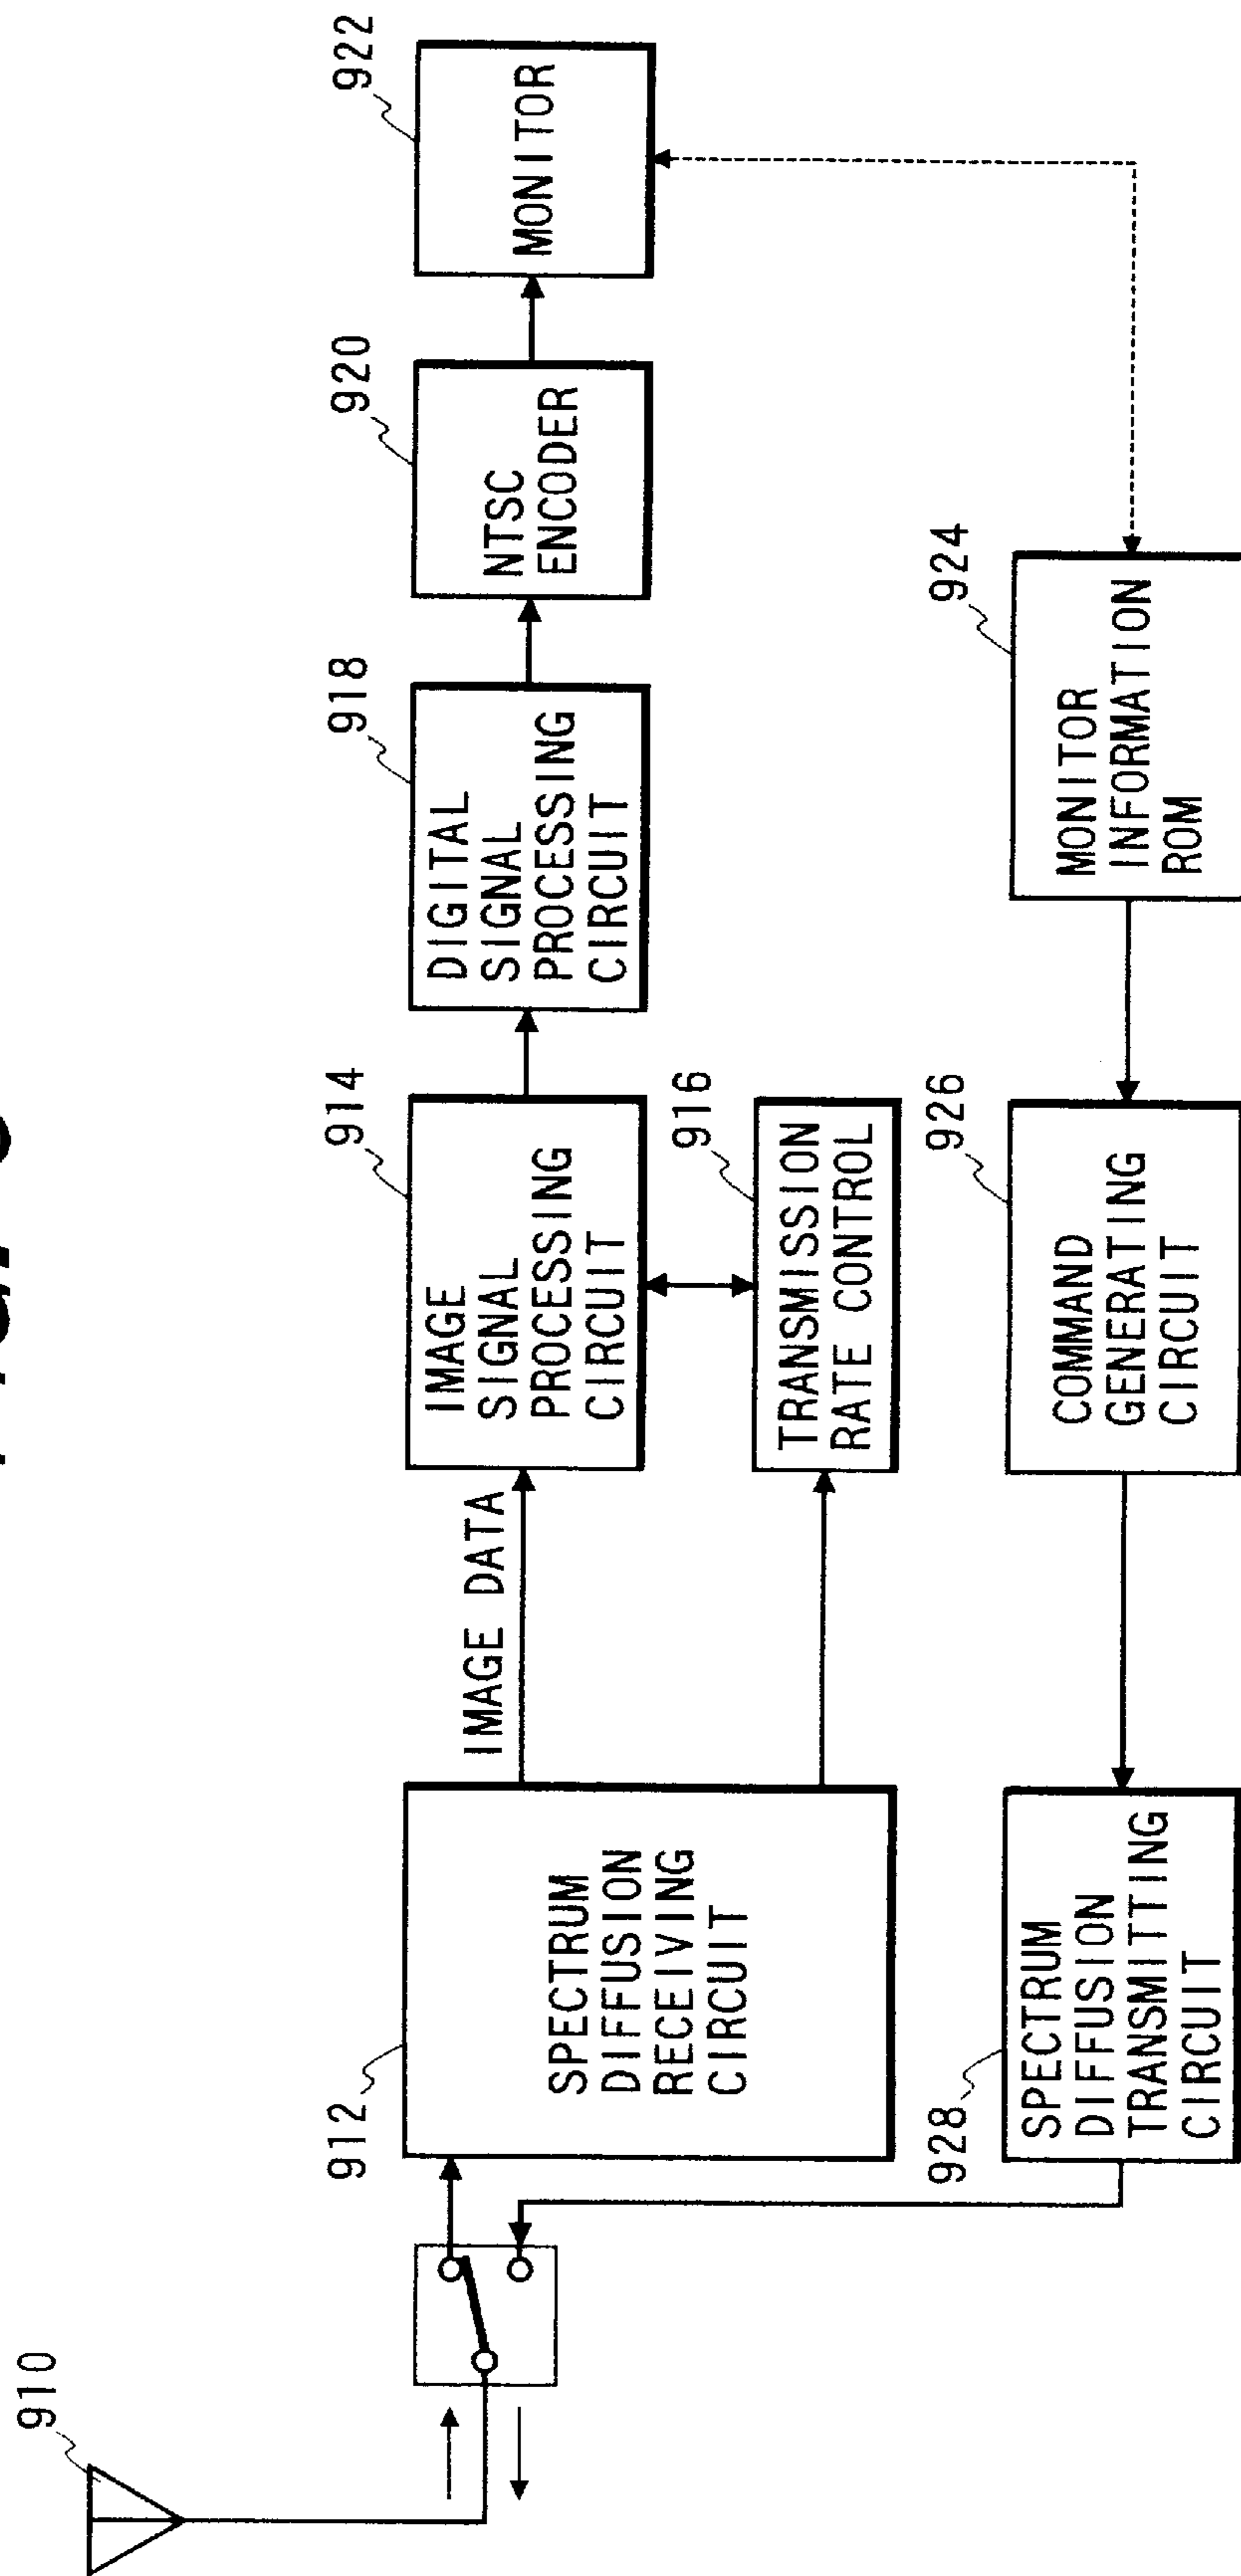 910
912
SPECTRUM
DIFFUSION
RECEIVING
CIRCUIT
IMAGE DATA
914
IMAGE
SIGNAL
PROCESSING
CIRCUIT
916
TRANSMISSION
RATE CONTROL
918
DIGITAL
SIGNAL
PROCESSING
CIRCUIT
920
NTSC
ENCODER
922
MONITOR
924
MONITOR
INFORMATION
ROM
926
COMMAND
GENERATING
CIRCUIT
928
SPECTRUM
DIFFUSION
TRANSMITTING
CIRCUIT